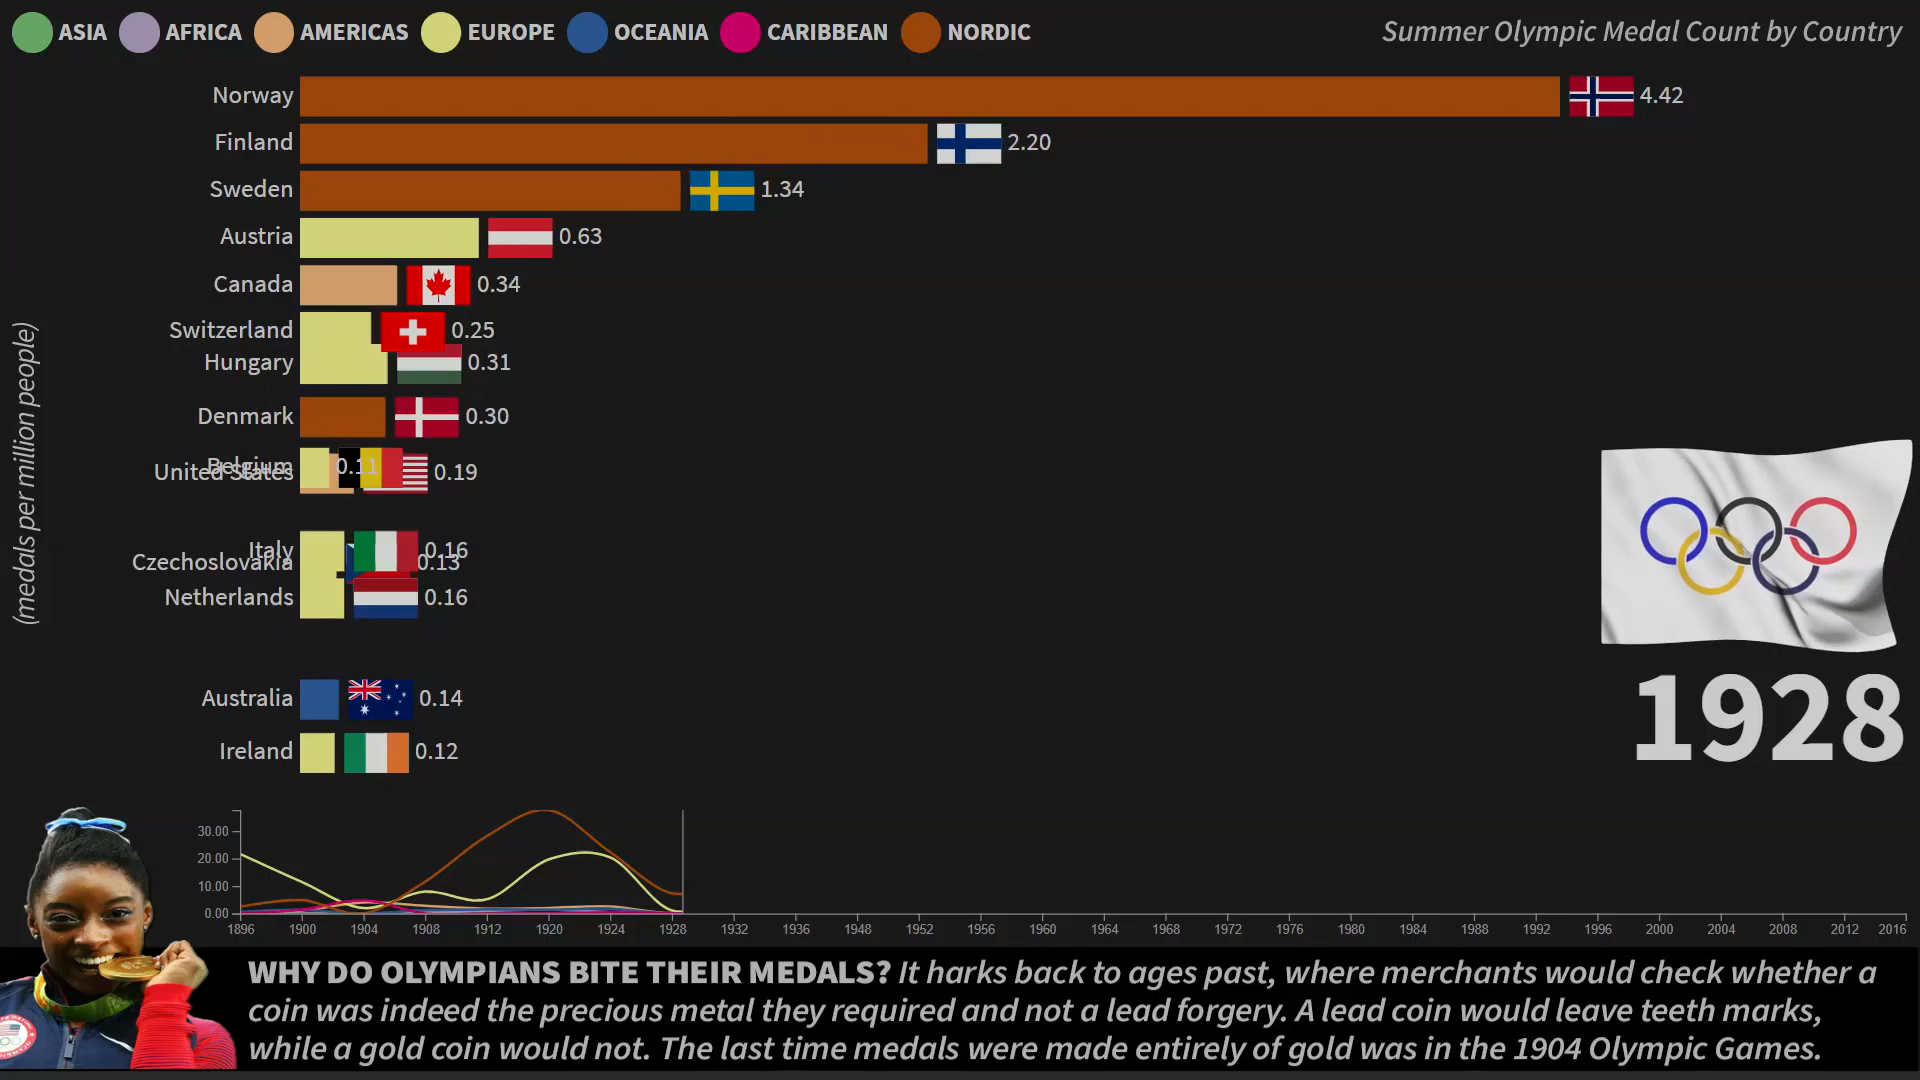 ASIA AFRICA AMERICAS EUROPE OCEANIA CARIBBEAN NORDIC
Summer Olympic Medal Count by Country
(medals per million people)
Norway 4.42
Finland 2.20
Sweden 1.34
Austria 0.63
Canada 0.34
Switzerland 0.25
Hungary 0.31
Denmark 0.30
Belgium 0.11
United States 0.19
Italy 0.16
Czechoslovakia 0.13
Netherlands 0.16
Australia 0.14
Ireland 0.12
1928
30.00
20.00
10.00
0.00
1896 1900 1904 1908 1912 1920 1924 1928 1932 1936 1948 1952 1956 1960 1964 1968 1972 1976 1980 1984 1988 1992 1996 2000 2004 2008 2012 2016
WHY DO OLYMPIANS BITE THEIR MEDALS? It harks back to ages past, where merchants would check whether a
coin was indeed the precious metal they required and not a lead forgery. A lead coin would leave teeth marks,
while a gold coin would not. The last time medals were made entirely of gold was in the 1904 Olympic Games.